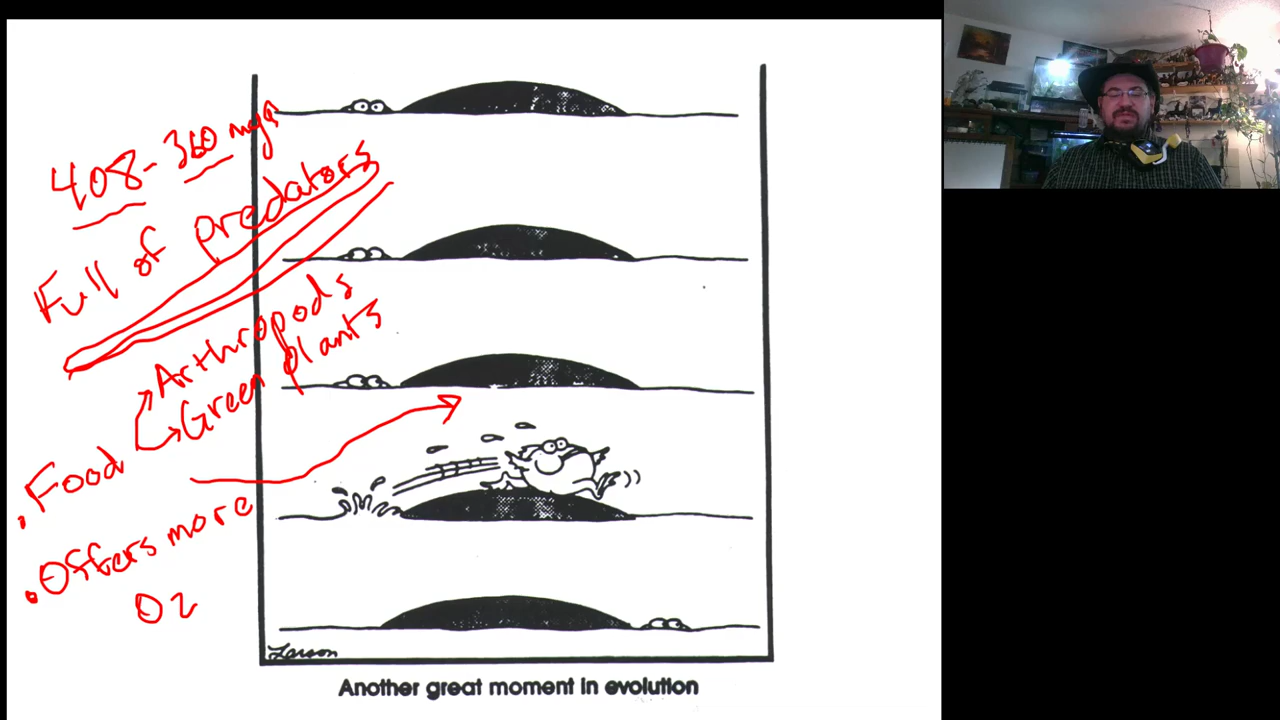 408-360 mya
Full of predators
Arthropods
Green plants
. Food
. Offers more
O2
Larson
Another great moment in evolution